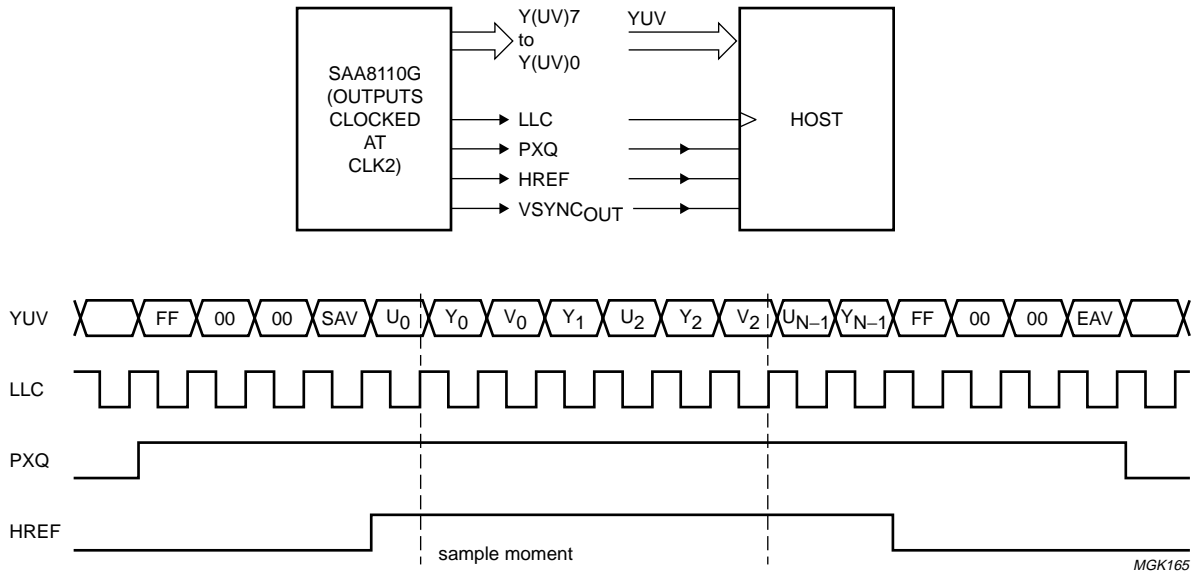 SAA8110G
(OUTPUTS
CLOCKED
AT
CLK2)
Y(UV)7
to
Y(UV)0
YUV
LLC
PXQ
HREF
VSYNCOUT
HOST
YUV
FF 00 00 SAV U0 Y0 V0 Y1 U2 Y2 V2 UN–1 YN–1 FF 00 00 EAV
LLC
PXQ
HREF
sample moment
MGK165